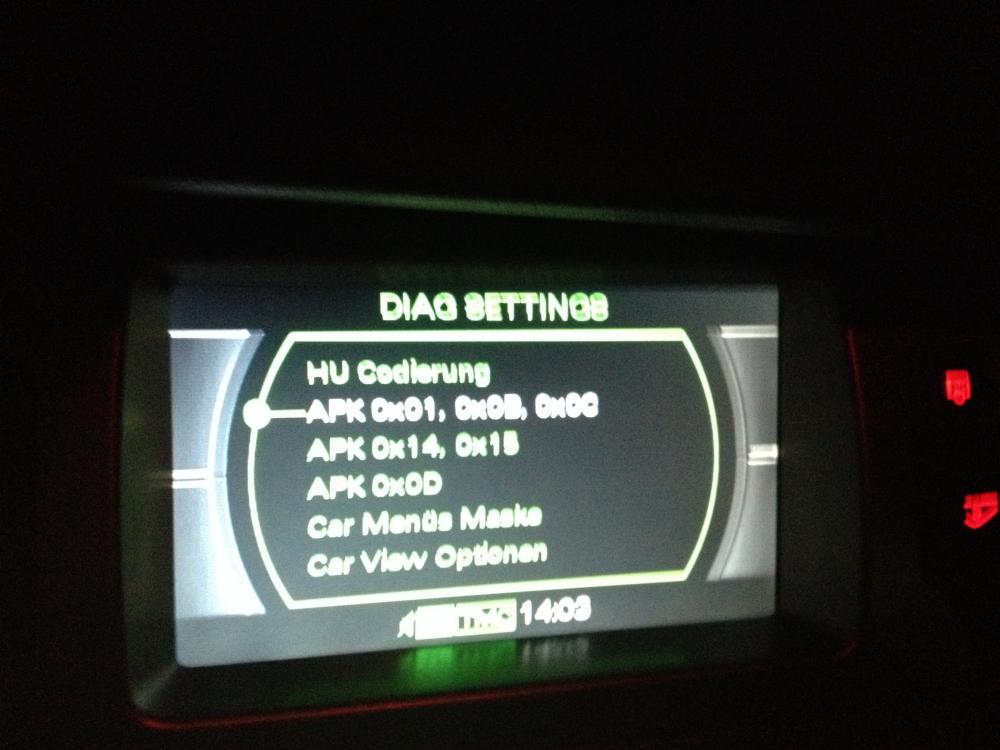 DIAG SETTINGS
HU Codierung
APK 0x01, 0x0B, 0x0C
APK 0x14, 0x15
APK 0x0D
Car Menüs Maske
Car View Optionen
TMC 14:03